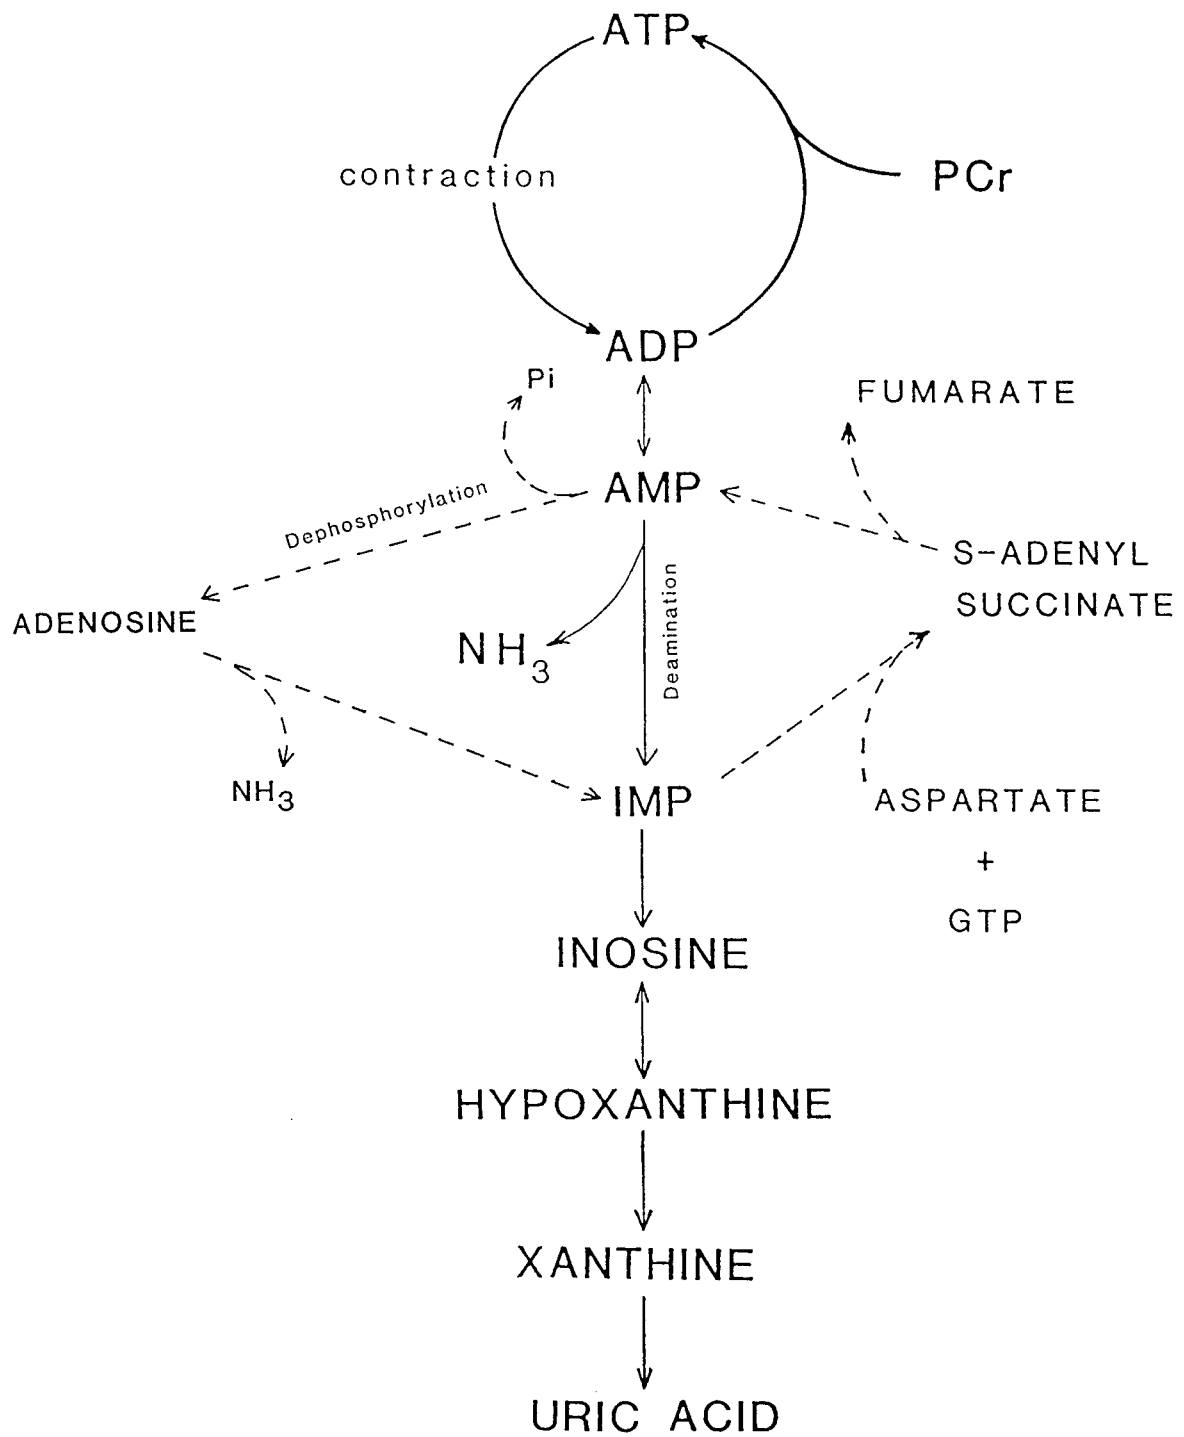 ATP
contraction
PCr
ADP
Pi
FUMARATE
AMP
Dephosphorylation
S-ADENYL
SUCCINATE
Deamination
ADENOSINE
NH3
NH3
IMP
ASPARTATE
+
GTP
INOSINE
HYPOXANTHINE
XANTHINE
URIC ACID